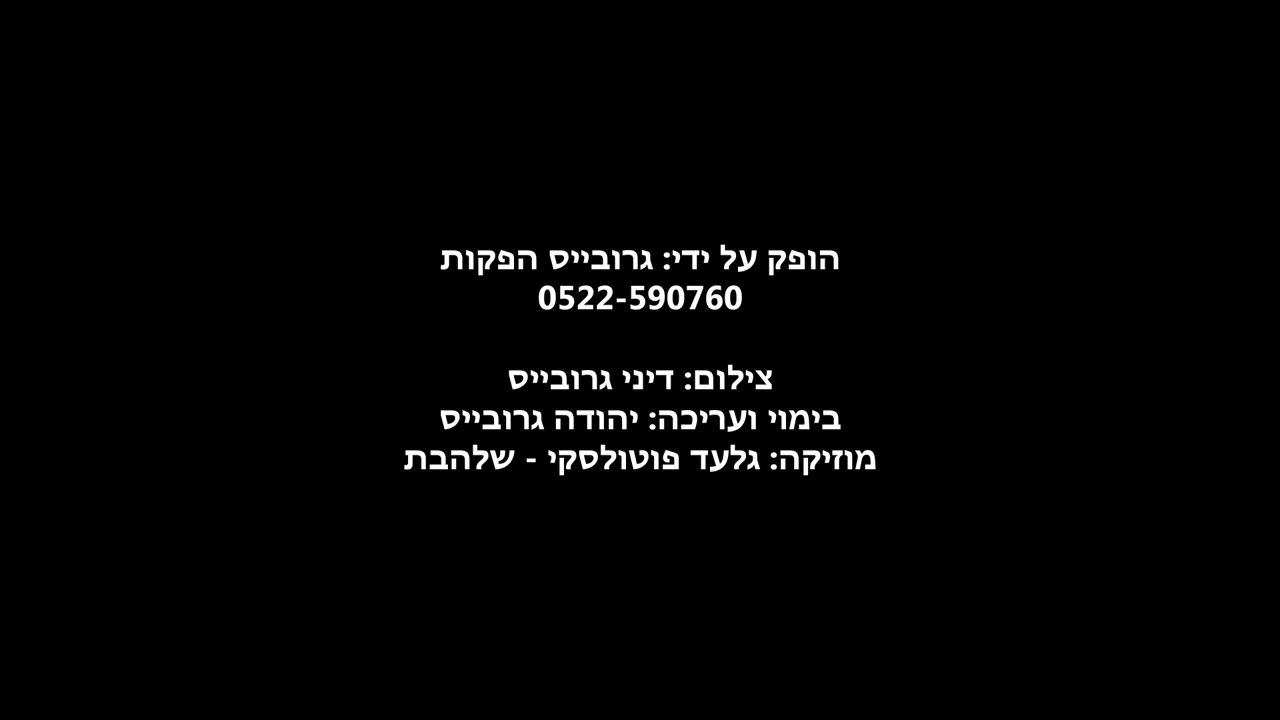 הופק על ידי: גרובייס הפקות
0522-590760
צילום: דיני גרובייס
בימוי ועריכה: יהודה גרובייס
מוזיקה: גלעד פוטולסקי - שלהבת